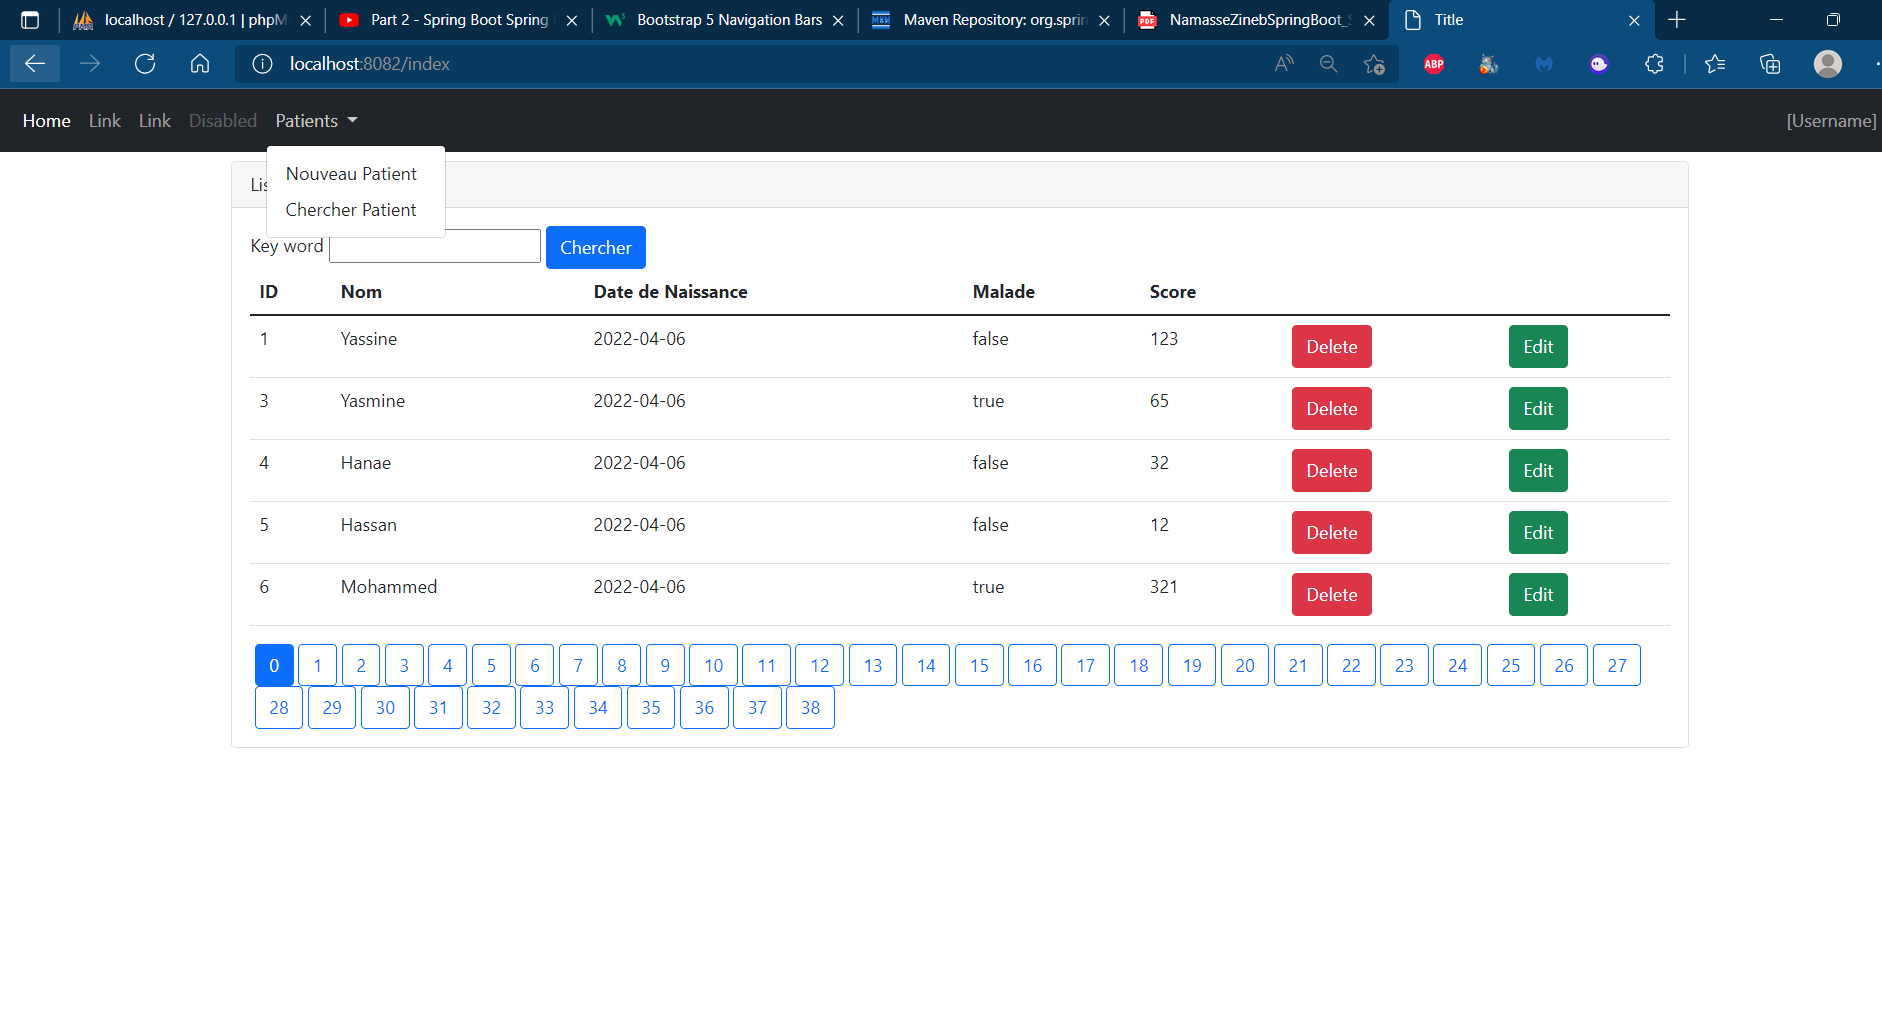 localhost / 127.0.0.1 | phpM
Part 2 - Spring Boot Spring
Bootstrap 5 Navigation Bars
Maven Repository: org.sprin
NamasseZinebSpringBoot_S
Title
localhost:8082/index
ABP
Home Link Link Disabled Patients [Username]
Nouveau Patient
Lis
Chercher Patient
Key word Chercher
ID Nom Date de Naissance Malade Score
1 Yassine 2022-04-06 false 123 Delete Edit
3 Yasmine 2022-04-06 true 65 Delete Edit
4 Hanae 2022-04-06 false 32 Delete Edit
5 Hassan 2022-04-06 false 12 Delete Edit
6 Mohammed 2022-04-06 true 321 Delete Edit
0 1 2 3 4 5 6 7 8 9 10 11 12 13 14 15 16 17 18 19 20 21 22 23 24 25 26 27
28 29 30 31 32 33 34 35 36 37 38